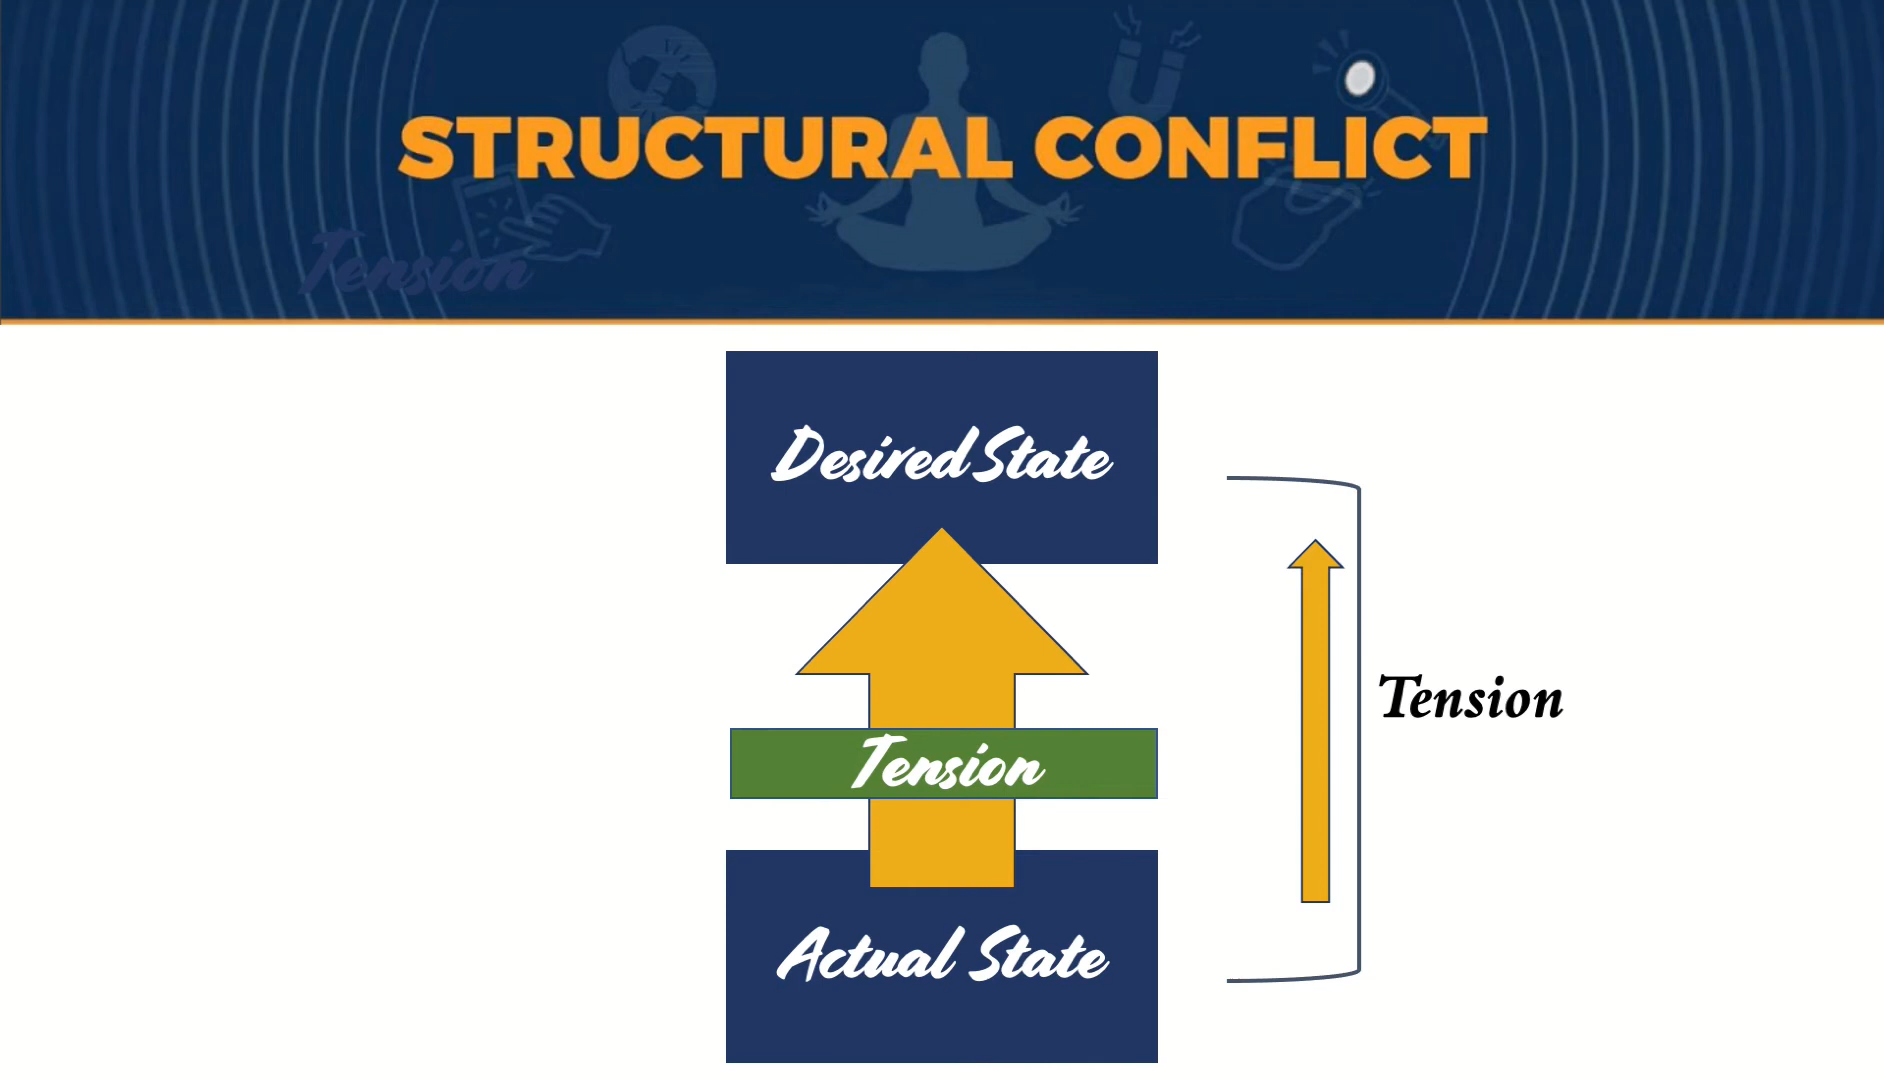 STRUCTURAL CONFLICT
Tension
Desired State
Tension
Tension
Actual State